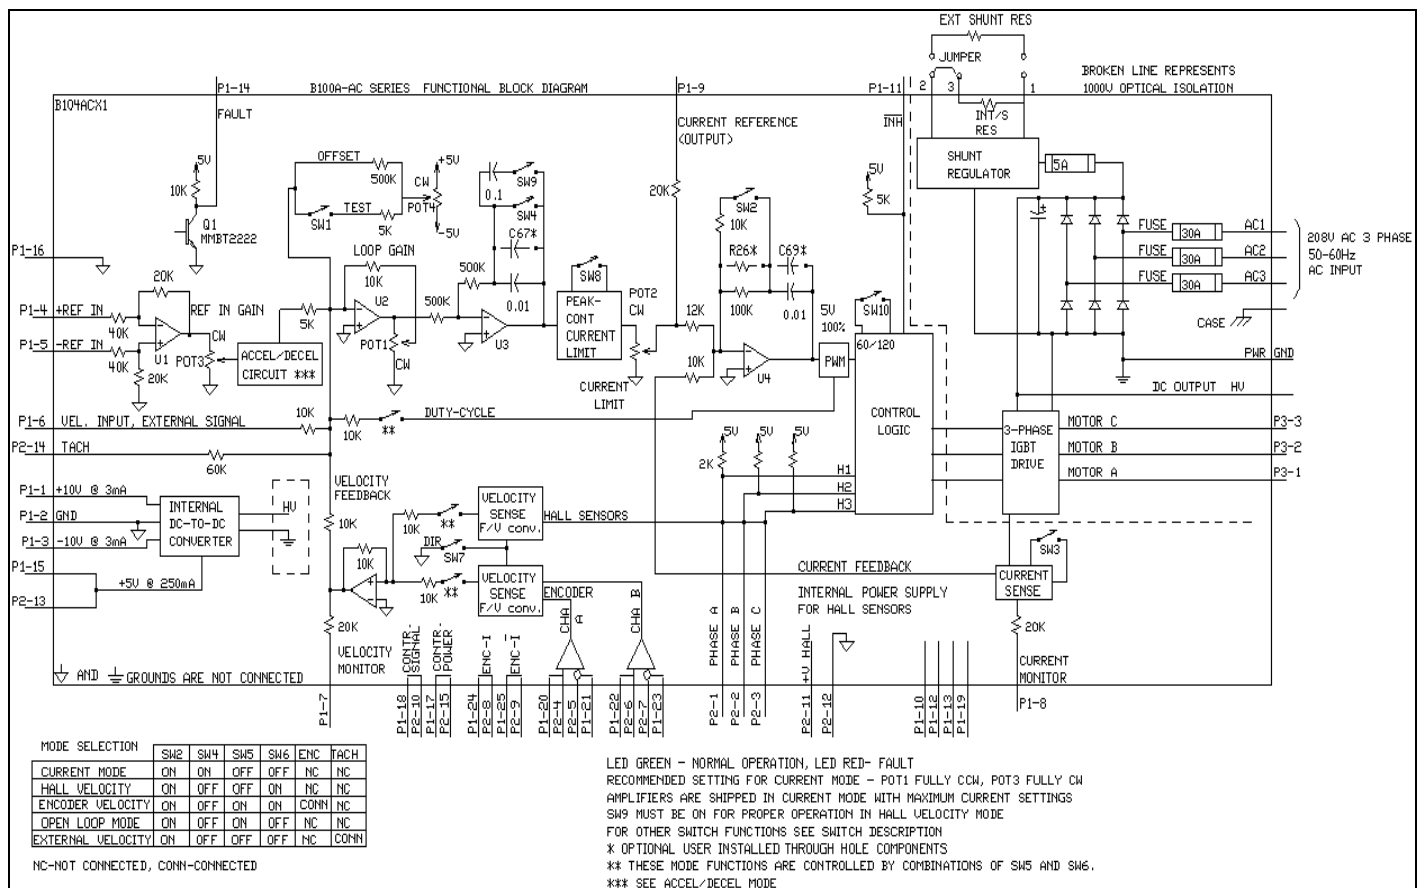 EXT SHUNT RES
JUMPER
BROKEN LINE REPRESENTS
1000V OPTICAL ISOLATION
P1-14
B100A-AC SERIES FUNCTIONAL BLOCK DIAGRAM
P1-9
P1-11
2
3
1
B104ACX1
FAULT
CURRENT REFERENCE
(OUTPUT)
INH
INT/S
RES
SHUNT
REGULATOR
5A
5V
10K
Q1
MMBT2222
OFFSET
500K
+5V
CW
POT4
-5V
SW1
TEST
5K
0.1
SW9
SW4
C67*
500K
0.01
20K
SW2
10K
R26*
C69*
100K
0.01
5V
5K
FUSE
30A
AC1
FUSE
30A
AC2
FUSE
30A
AC3
208V AC 3 PHASE
50-60Hz
AC INPUT
CASE
P1-16
20K
LOOP GAIN
10K
U2
SW8
POT2
CW
P1-4
+REF IN
40K
REF IN GAIN
P1-5
-REF IN
40K
U1
CW
POT3
20K
5K
ACCEL/DECEL
CIRCUIT ***
POT1
CW
500K
U3
PEAK-
CONT
CURRENT
LIMIT
CURRENT
LIMIT
12K
10K
U4
5V
100%
PWM
SW10
60/120
CONTROL
LOGIC
PWR GND
DC OUTPUT HV
P1-6
VEL. INPUT, EXTERNAL SIGNAL
10K
10K
**
DUTY-CYCLE
P2-14
TACH
60K
5V
5V
5V
2K
H1
H2
H3
3-PHASE
IGBT
DRIVE
MOTOR C
P3-3
MOTOR B
P3-2
MOTOR A
P3-1
P1-1
+10V @ 3mA
P1-2
GND
P1-3
-10V @ 3mA
P1-15
P2-13
+5V @ 250mA
INTERNAL
DC-TO-DC
CONVERTER
HV
VELOCITY
FEEDBACK
10K
10K
10K
**
DIR
SW7
10K
**
VELOCITY
SENSE
F/V conv.
HALL SENSORS
VELOCITY
SENSE
F/V conv.
ENCODER
CHA A
CHA B
CURRENT FEEDBACK
SW3
CURRENT
SENSE
INTERNAL POWER SUPPLY
FOR HALL SENSORS
20K
20K
VELOCITY
MONITOR
CURRENT
MONITOR
CONTR.
SIGNAL
CONTR.
POWER
ENC-I
ENC-I
PHASE A
PHASE B
PHASE C
+V HALL
AND
GROUNDS ARE NOT CONNECTED
P1-7
P1-18
P2-10
P1-17
P2-15
P1-24
P2-8
P1-25
P2-9
P1-20
P2-4
P2-5
P1-21
P1-22
P2-6
P2-7
P1-23
P2-1
P2-2
P2-3
P2-11
P2-12
P1-10
P1-12
P1-13
P1-19
P1-8
MODE SELECTION
SW2 SW4 SW5 SW6 ENC TACH
CURRENT MODE ON ON OFF OFF NC NC
HALL VELOCITY ON OFF OFF ON NC NC
ENCODER VELOCITY ON OFF ON ON CONN NC
OPEN LOOP MODE ON OFF ON OFF NC NC
EXTERNAL VELOCITY ON OFF OFF OFF NC CONN
NC-NOT CONNECTED, CONN-CONNECTED
LED GREEN - NORMAL OPERATION, LED RED- FAULT
RECOMMENDED SETTING FOR CURRENT MODE - POT1 FULLY CCW, POT3 FULLY CW
AMPLIFIERS ARE SHIPPED IN CURRENT MODE WITH MAXIMUM CURRENT SETTINGS
SW9 MUST BE ON FOR PROPER OPERATION IN HALL VELOCITY MODE
FOR OTHER SWITCH FUNCTIONS SEE SWITCH DESCRIPTION
* OPTIONAL USER INSTALLED THROUGH HOLE COMPONENTS
** THESE MODE FUNCTIONS ARE CONTROLLED BY COMBINATIONS OF SW5 AND SW6.
*** SEE ACCEL/DECEL MODE